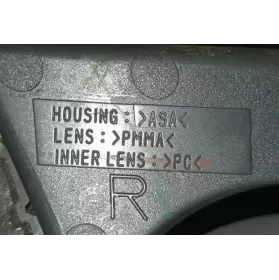 HOUSING:>ASA<
LENS:>PMMA<
INNER LENS:>PC<
R